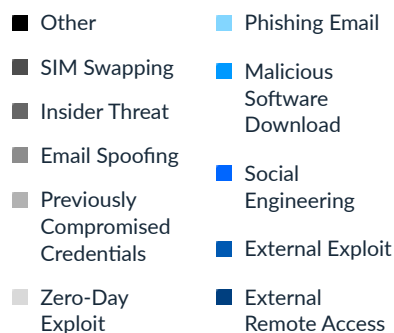 Other
SIM Swapping
Insider Threat
Email Spoofing
Previously
Compromised
Credentials
Zero-Day
Exploit
Phishing Email
Malicious
Software
Download
Social
Engineering
External Exploit
External
Remote Access